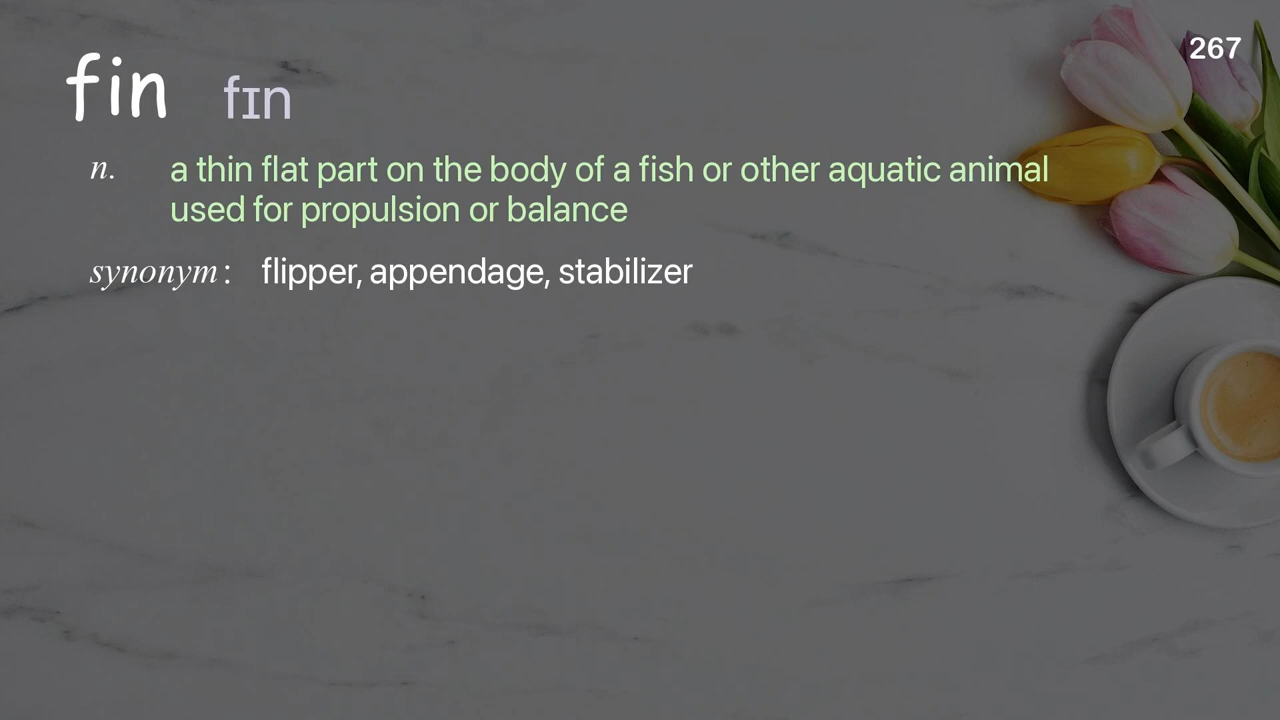 267
fin fɪn
n. a thin flat part on the body of a fish or other aquatic animal
used for propulsion or balance
synonym: flipper, appendage, stabilizer